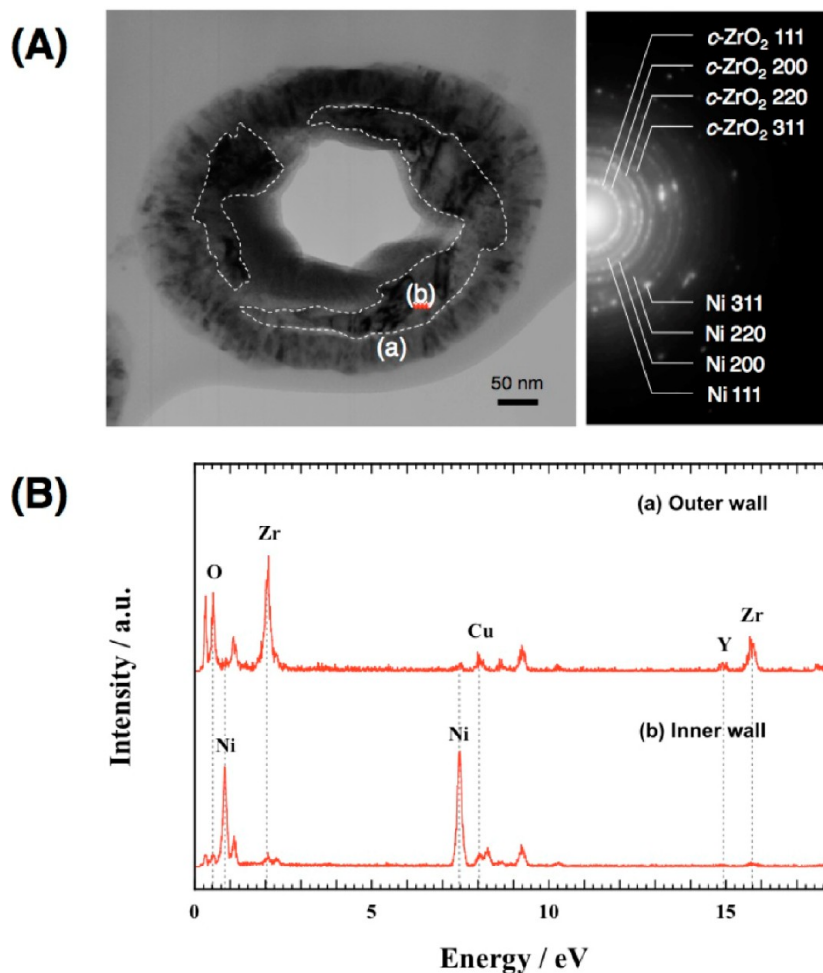 (A)
c-ZrO2 111
c-ZrO2 200
c-ZrO2 220
c-ZrO2 311
(b)
(a)
50 nm
Ni 311
Ni 220
Ni 200
Ni 111
(B)
(a) Outer wall
Zr
O
Cu
Y
Zr
Intensity / a.u.
(b) Inner wall
Ni
Ni
0
5
10
15
Energy / eV